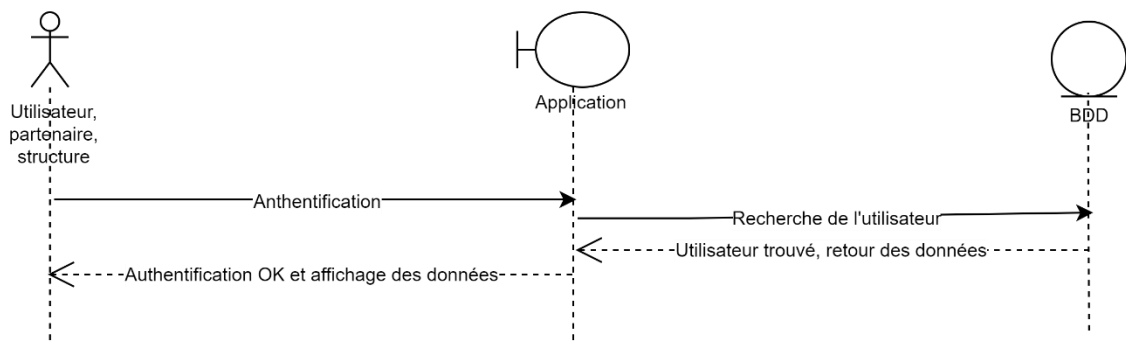 Utilisateur,
partenaire,
structure
Application
BDD
Anthentification
Recherche de l'utilisateur
Utilisateur trouvé, retour des données
Authentification OK et affichage des données